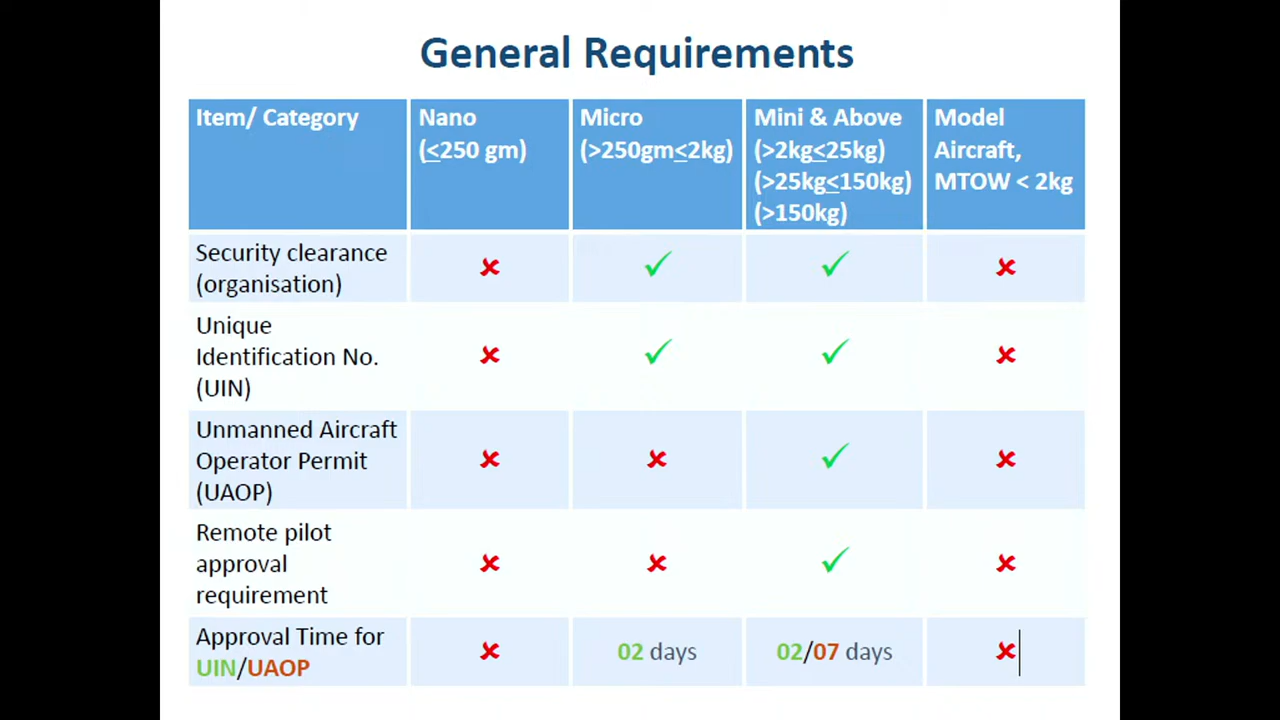 General Requirements
Item/ Category
Nano
(≤250 gm)
Micro
(>250gm≤2kg)
Mini & Above
(>2kg≤25kg)
(>25kg≤150kg)
(>150kg)
Model
Aircraft,
MTOW < 2kg
Security clearance
(organisation)
✘
✓
✓
✘
Unique
Identification No.
(UIN)
✘
✓
✓
✘
Unmanned Aircraft
Operator Permit
(UAOP)
✘
✘
✓
✘
Remote pilot
approval
requirement
✘
✘
✓
✘
Approval Time for
UIN/UAOP
✘
02 days
02/07 days
✘